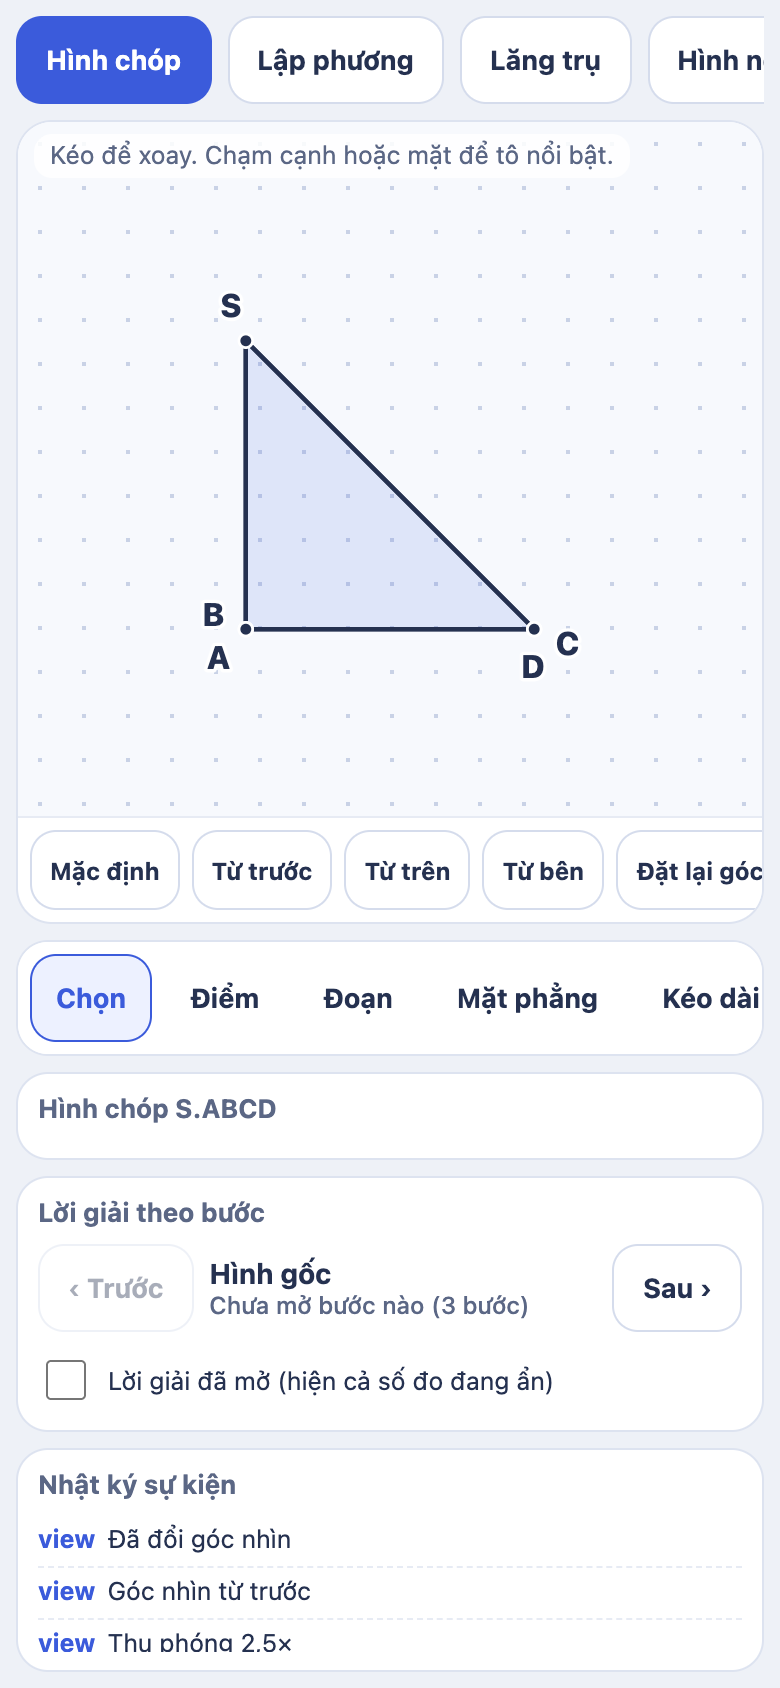 Hình chóp
Lập phương
Lăng trụ
Hình n
Kéo để xoay. Chạm cạnh hoặc mặt để tô nổi bật.
S
B
A
C
D
Mặc định
Từ trước
Từ trên
Từ bên
Đặt lại góc
Chọn
Điểm
Đoạn
Mặt phẳng
Kéo dài
Hình chóp S.ABCD
Lời giải theo bước
‹ Trước
Hình gốc
Chưa mở bước nào (3 bước)
Sau ›
Lời giải đã mở (hiện cả số đo đang ẩn)
Nhật ký sự kiện
view Đã đổi góc nhìn
view Góc nhìn từ trước
view Thu phóng 2.5×